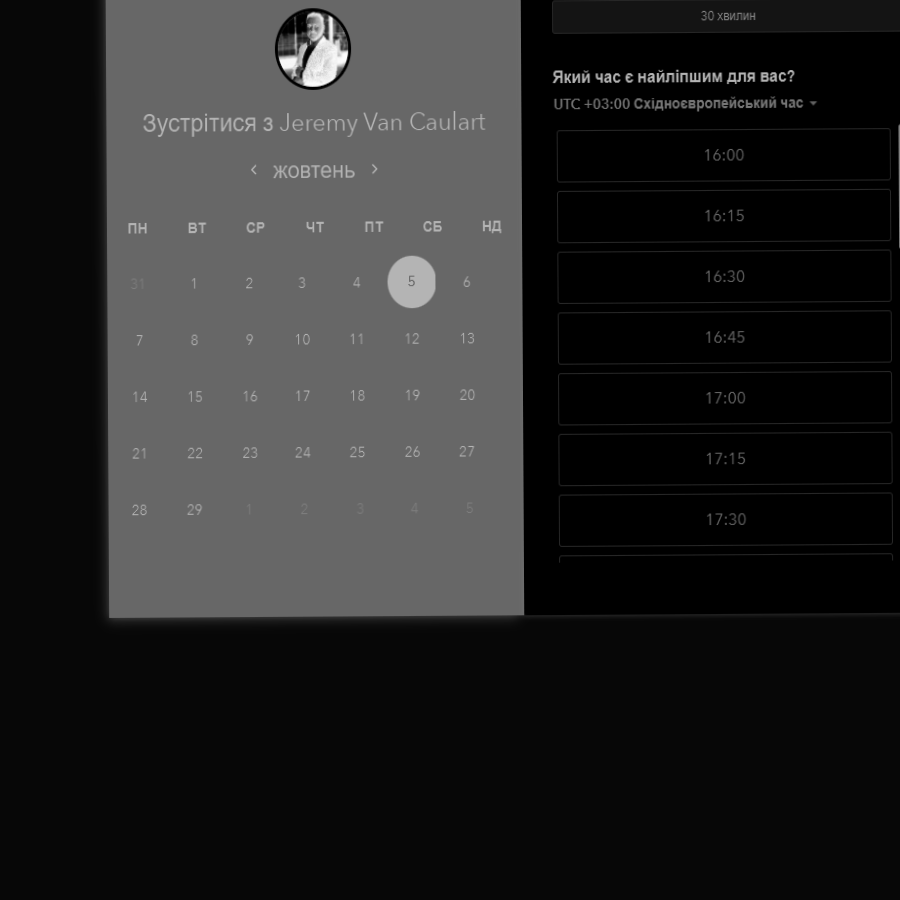 Зустрітися з Jeremy Van Caulart
жовтень
ПН ВТ СР ЧТ ПТ СБ НД
31 1 2 3 4 5 6
7 8 9 10 11 12 13
14 15 16 17 18 19 20
21 22 23 24 25 26 27
28 29 1 2 3 4 5
30 хвилин
Який час є найліпшим для вас?
UTC +03:00 Східноєвропейський час
16:00
16:15
16:30
16:45
17:00
17:15
17:30